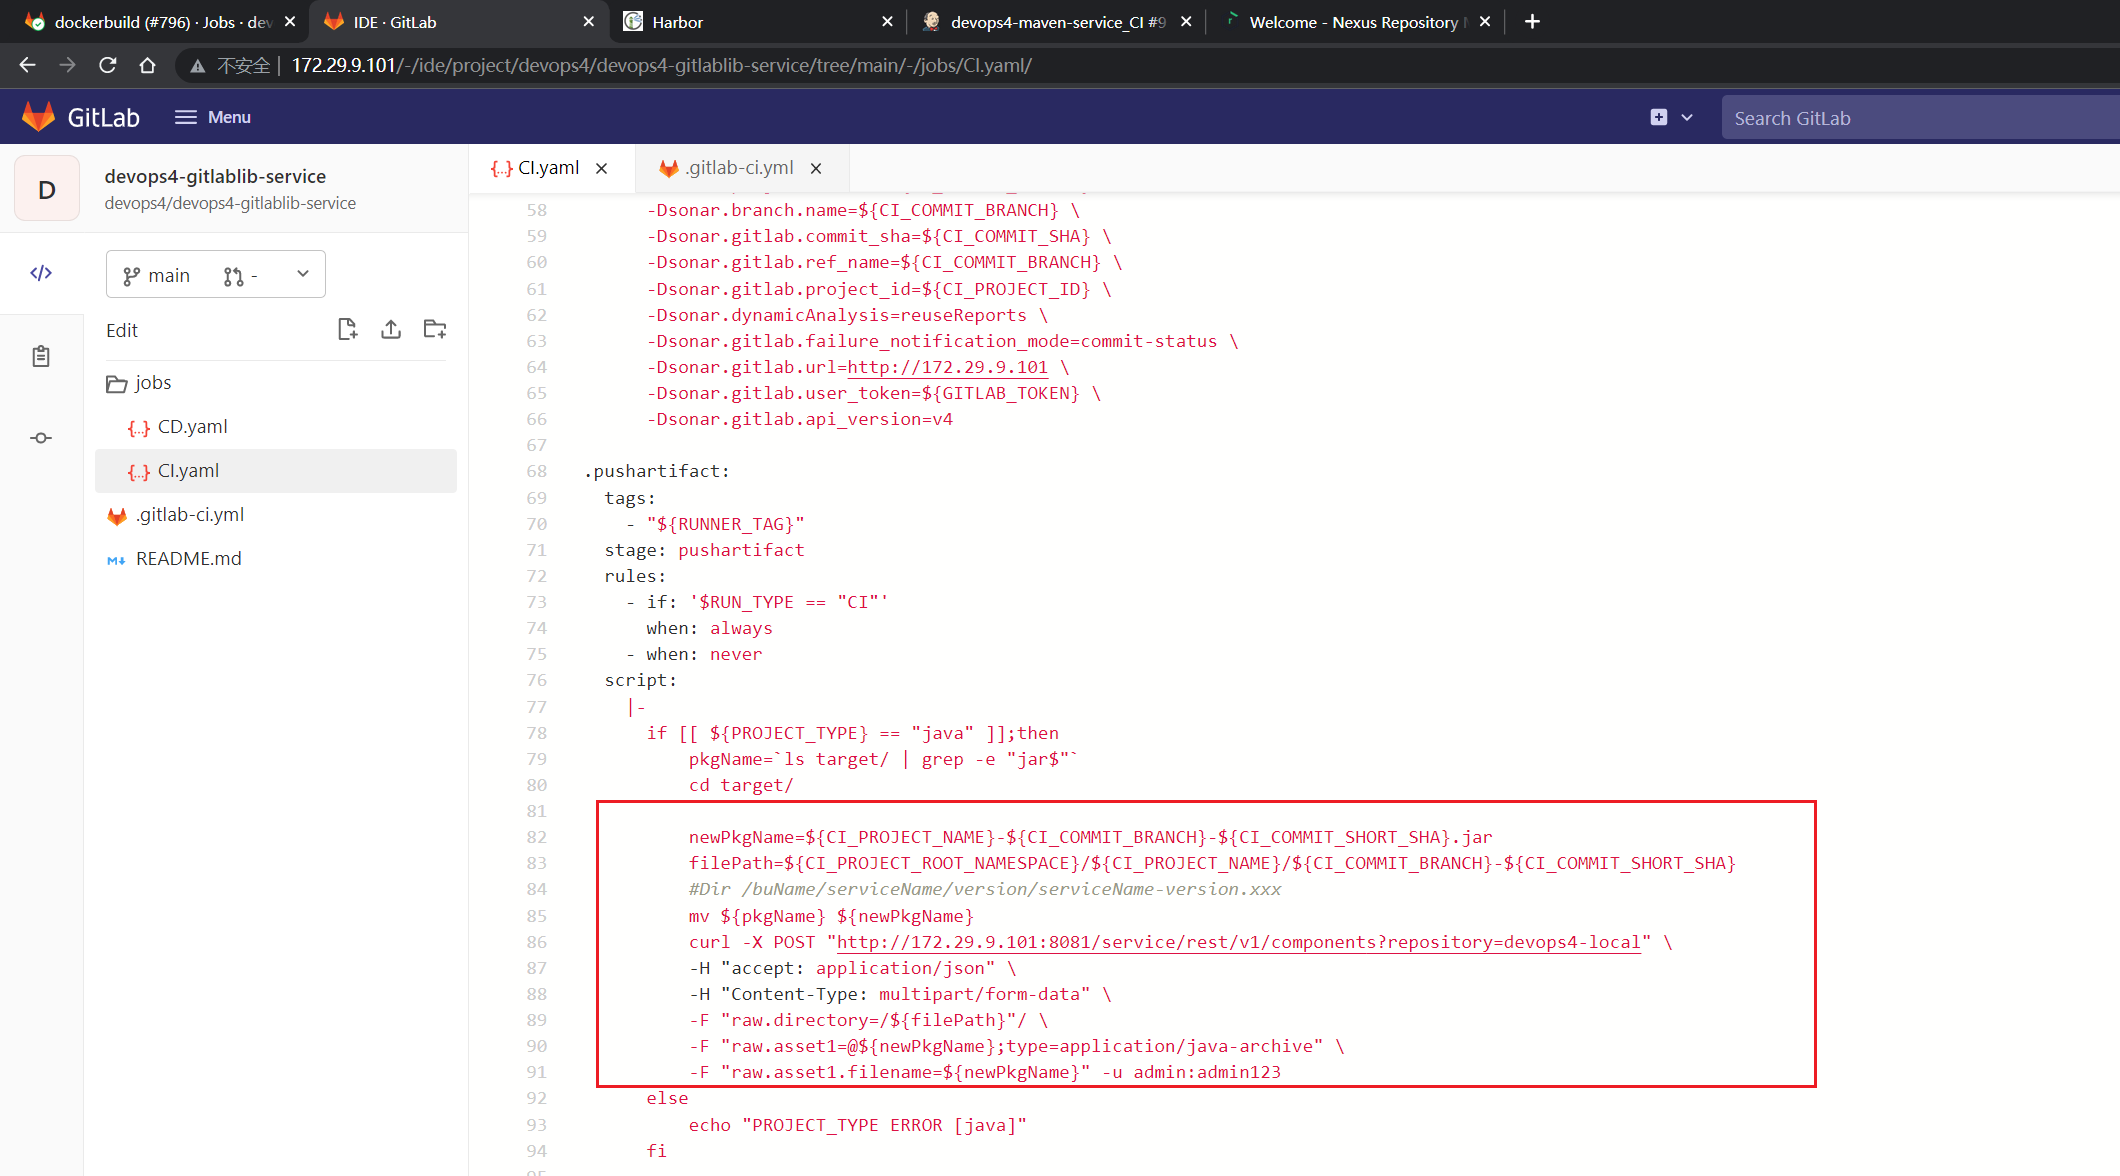 dockerbuild (#796) · Jobs · dev
IDE · GitLab
Harbor
devops4-maven-service_CI #9
Welcome - Nexus Repository
不安全
172.29.9.101/-/ide/project/devops4/devops4-gitlablib-service/tree/main/-/jobs/CI.yaml/
GitLab
Menu
Search GitLab
D
devops4-gitlablib-service
devops4/devops4-gitlablib-service
main
-
Edit
jobs
CD.yaml
CI.yaml
.gitlab-ci.yml
README.md
CI.yaml
.gitlab-ci.yml
58 -Dsonar.branch.name=${CI_COMMIT_BRANCH} \
59 -Dsonar.gitlab.commit_sha=${CI_COMMIT_SHA} \
60 -Dsonar.gitlab.ref_name=${CI_COMMIT_BRANCH} \
61 -Dsonar.gitlab.project_id=${CI_PROJECT_ID} \
62 -Dsonar.dynamicAnalysis=reuseReports \
63 -Dsonar.gitlab.failure_notification_mode=commit-status \
64 -Dsonar.gitlab.url=http://172.29.9.101 \
65 -Dsonar.gitlab.user_token=${GITLAB_TOKEN} \
66 -Dsonar.gitlab.api_version=v4
67
68 .pushartifact:
69 tags:
70 - "${RUNNER_TAG}"
71 stage: pushartifact
72 rules:
73 - if: '$RUN_TYPE == "CI"'
74 when: always
75 - when: never
76 script:
77 |-
78 if [[ ${PROJECT_TYPE} == "java" ]];then
79 pkgName=`ls target/ | grep -e "jar$"`
80 cd target/
81
82 newPkgName=${CI_PROJECT_NAME}-${CI_COMMIT_BRANCH}-${CI_COMMIT_SHORT_SHA}.jar
83 filePath=${CI_PROJECT_ROOT_NAMESPACE}/${CI_PROJECT_NAME}/${CI_COMMIT_BRANCH}-${CI_COMMIT_SHORT_SHA}
84 #Dir /buName/serviceName/version/serviceName-version.xxx
85 mv ${pkgName} ${newPkgName}
86 curl -X POST "http://172.29.9.101:8081/service/rest/v1/components?repository=devops4-local" \
87 -H "accept: application/json" \
88 -H "Content-Type: multipart/form-data" \
89 -F "raw.directory=/${filePath}"/ \
90 -F "raw.asset1=@${newPkgName};type=application/java-archive" \
91 -F "raw.asset1.filename=${newPkgName}" -u admin:admin123
92 else
93 echo "PROJECT_TYPE ERROR [java]"
94 fi